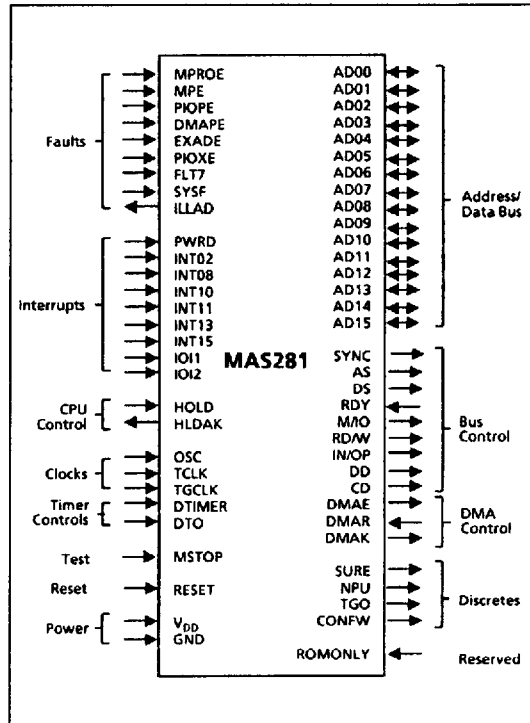 Faults
MPROE
MPE
PIOPE
DMAPE
EXADE
PIOXE
FLT7
SYSF
ILLAD
Interrupts
PWRD
INT02
INT08
INT10
INT11
INT13
INT15
IOI1
IOI2
CPU
Control
HOLD
HLDAK
Clocks
OSC
TCLK
TGCLK
Timer
Controls
DTIMER
DTO
Test
MSTOP
Reset
RESET
Power
VDD
GND
MAS281
AD00
AD01
AD02
AD03
AD04
AD05
AD06
AD07
AD08
AD09
AD10
AD11
AD12
AD13
AD14
AD15
Address/
Data Bus
SYNC
AS
DS
RDY
M/IO
RD/W
IN/OP
DD
CD
Bus
Control
DMAE
DMAR
DMAK
DMA
Control
SURE
NPU
TGO
CONFW
Discretes
ROMONLY
Reserved